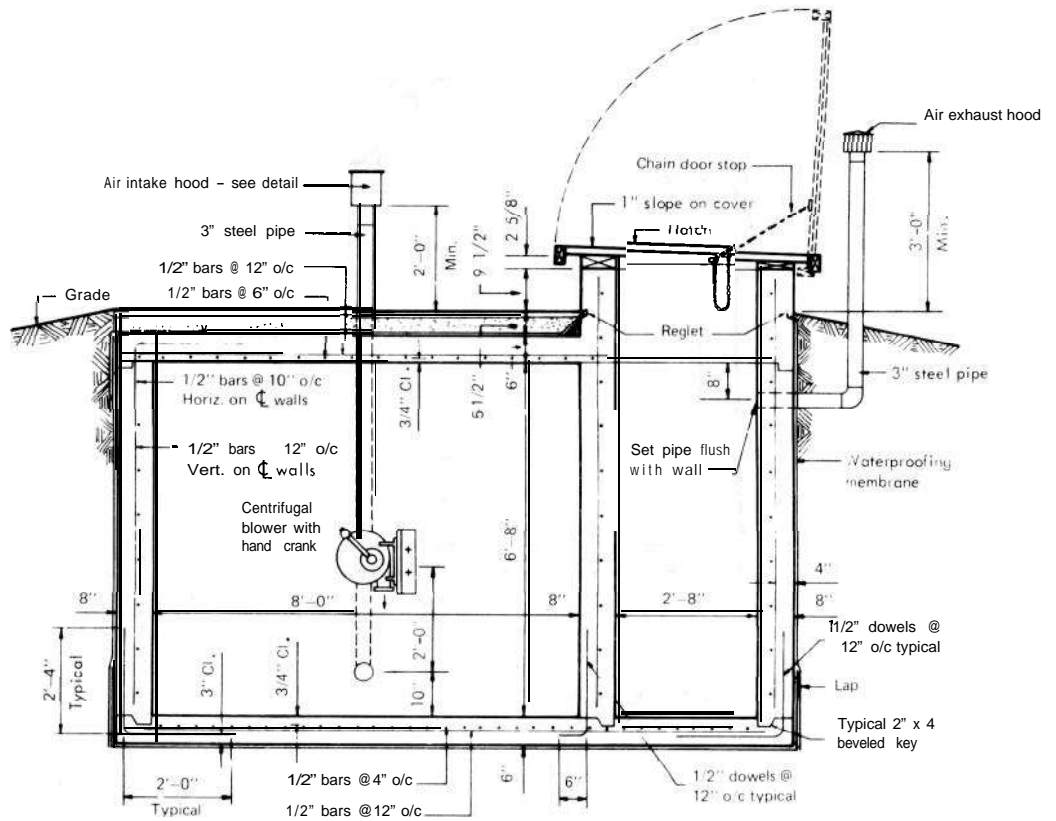 Air exhaust hood
Chain door stop
Air intake hood – see detail
1" slope on cover
Hatch
2 5/8"
3" steel pipe
2'-0"
Min.
9 1/2"
3'-0"
Min.
1/2" bars @ 12" o/c
1/2" bars @ 6" o/c
Grade
Reglet
1/2" bars @ 10" o/c
Horiz. on ℄ walls
3/4" Cl.
5 1/2"
6"
8"
3" steel pipe
1/2" bars 12" o/c
Vert. on ℄ walls
Set pipe flush
with wall
Waterproofing
membrane
Centrifugal
blower with
hand crank
6'-8"
4"
8"
8'-0"
8"
2'-8"
8"
1/2" dowels @
12" o/c typical
2'-4"
Typical
3" Cl.
3/4" Cl.
2'-0"
10"
Lap
Typical 2" x 4
beveled key
2'-0"
Typical
1/2" bars @ 4" o/c
1/2" bars @ 12" o/c
6"
6"
1/2" dowels @
12" o/c typical